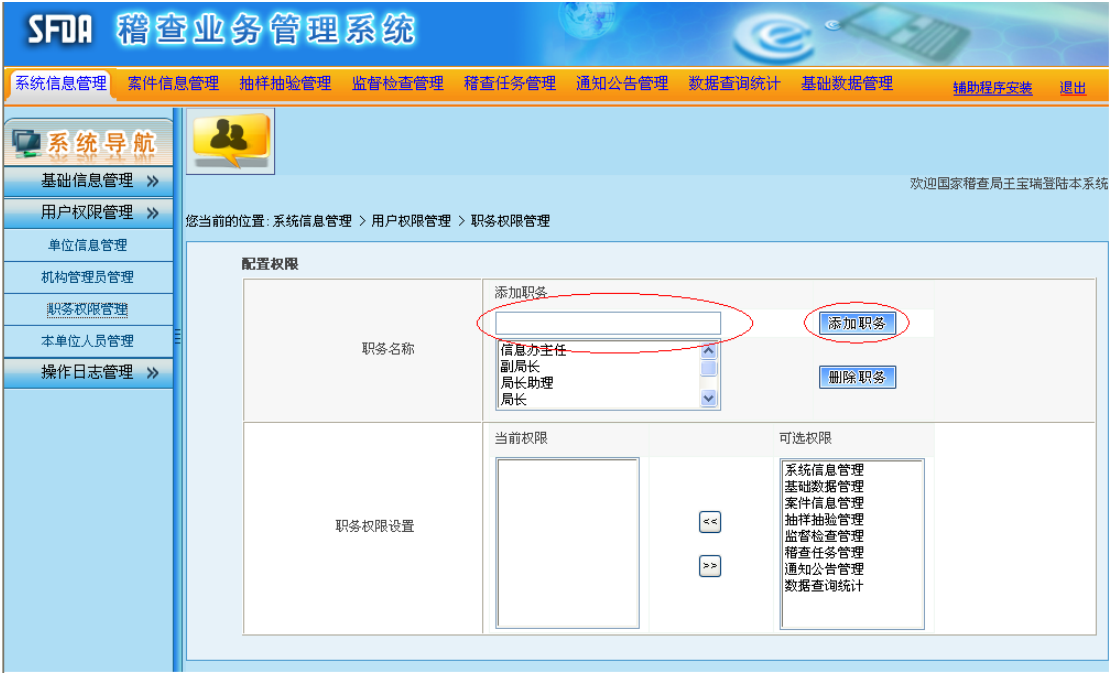 SFDA 稽查业务管理系统
系统信息管理 案件信息管理 抽样抽验管理 监督检查管理 稽查任务管理 通知公告管理 数据查询统计 基础数据管理 辅助程序安装 退出
系统导航
基础信息管理 »
欢迎国家稽查局王宝瑞登陆本系统
用户权限管理 »
您当前的位置: 系统信息管理 > 用户权限管理 > 职务权限管理
单位信息管理
机构管理员管理
职务权限管理
本单位人员管理
操作日志管理 »
配置权限
添加职务
添加职务
职务名称
信息办主任
副局长
局长助理
局长
删除职务
当前权限 可选权限
职务权限设置
<<
>>
系统信息管理
基础数据管理
案件信息管理
抽样抽验管理
监督检查管理
稽查任务管理
通知公告管理
数据查询统计